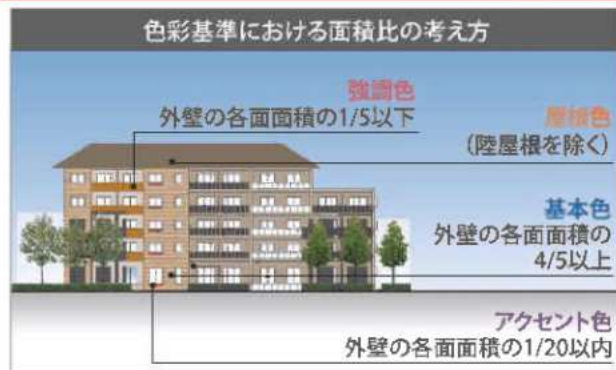 色彩基準における面積比の考え方
強調色
外壁の各面面積の1/5以下
屋根色
(陸屋根を除く)
基本色
外壁の各面面積の
4/5以上
アクセント色
外壁の各面面積の1/20以内